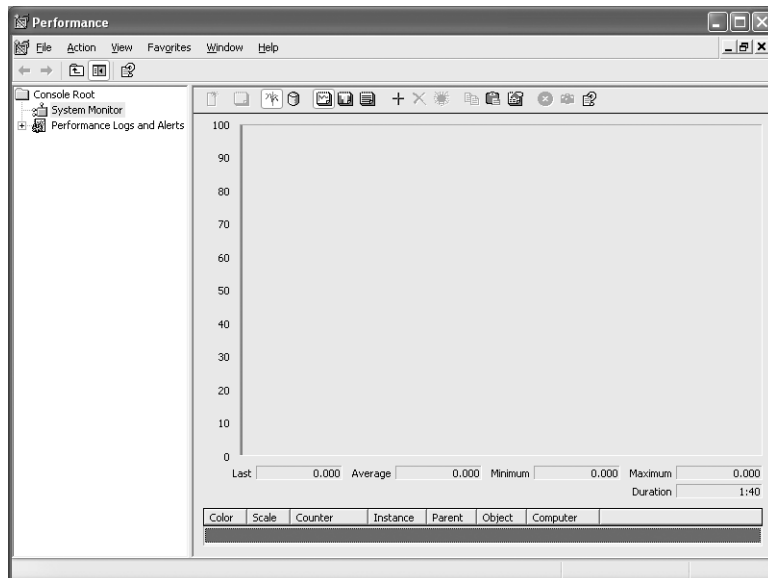 Performance
File Action View Favorites Window Help
Console Root
System Monitor
Performance Logs and Alerts
100
90
80
70
60
50
40
30
20
10
0
Last 0.000 Average 0.000 Minimum 0.000 Maximum 0.000
Duration 1:40
Color Scale Counter Instance Parent Object Computer